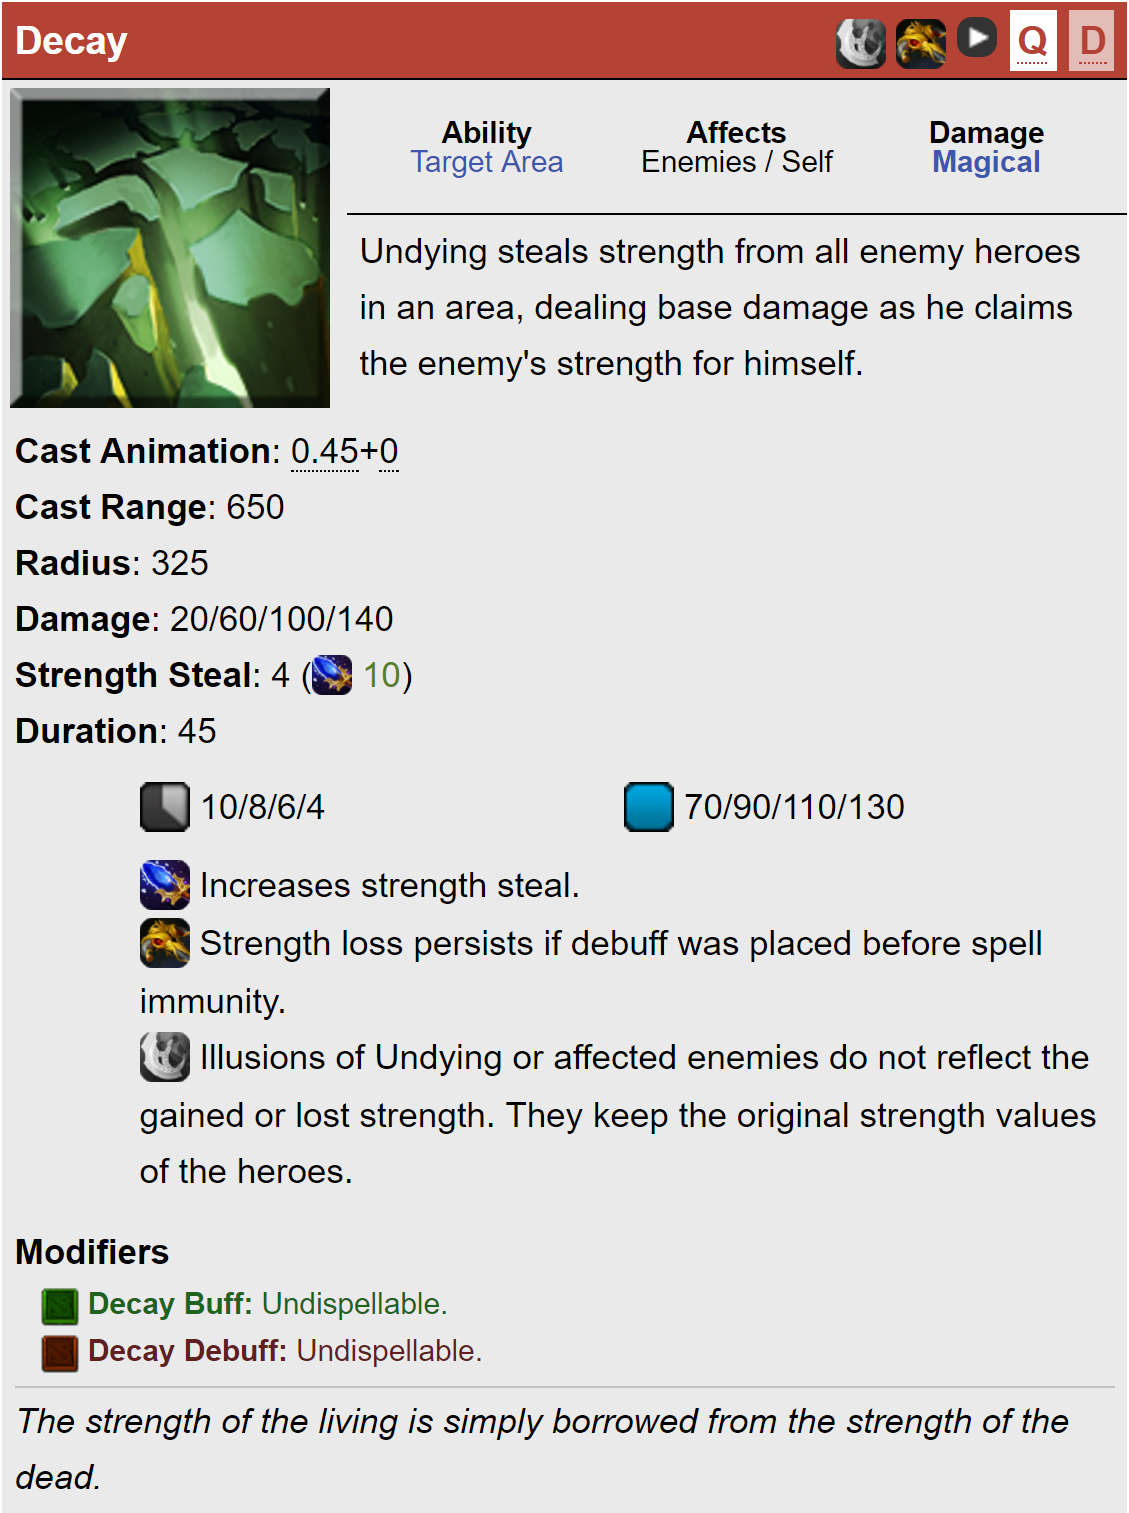 Decay
Q D
Ability Affects Damage
Target Area Enemies / Self Magical
Undying steals strength from all enemy heroes
in an area, dealing base damage as he claims
the enemy's strength for himself.
Cast Animation: 0.45+0
Cast Range: 650
Radius: 325
Damage: 20/60/100/140
Strength Steal: 4 ( 10)
Duration: 45
10/8/6/4 70/90/110/130
Increases strength steal.
Strength loss persists if debuff was placed before spell
immunity.
Illusions of Undying or affected enemies do not reflect the
gained or lost strength. They keep the original strength values
of the heroes.
Modifiers
Decay Buff: Undispellable.
Decay Debuff: Undispellable.
The strength of the living is simply borrowed from the strength of the
dead.